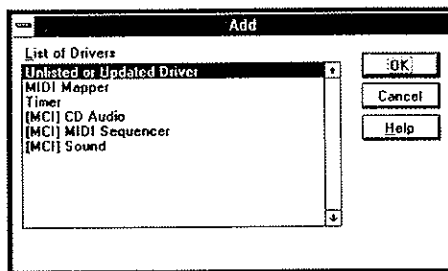 Add
List of Drivers
Unlisted or Updated Driver
MIDI Mapper
Timer
[MCI] CD Audio
[MCI] MIDI Sequencer
[MCI] Sound
OK
Cancel
Help